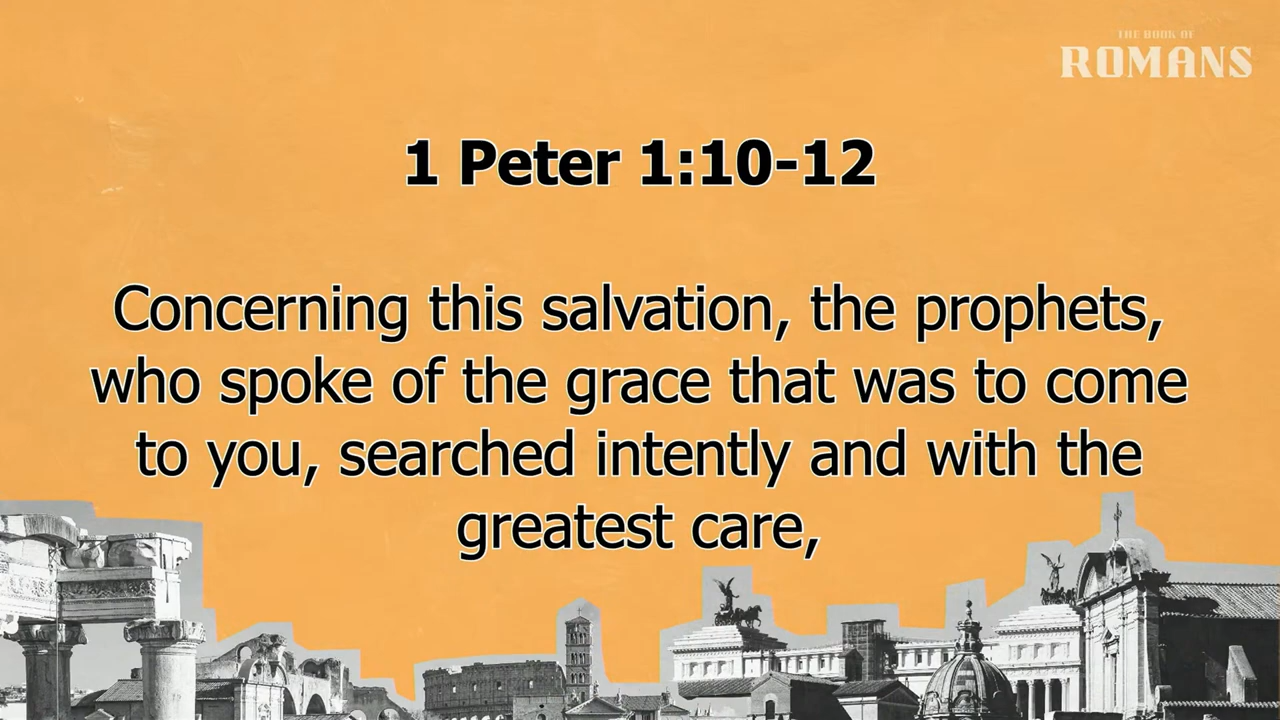 THE BOOK OF
ROMANS
1 Peter 1:10-12
Concerning this salvation, the prophets,
who spoke of the grace that was to come
to you, searched intently and with the
greatest care,